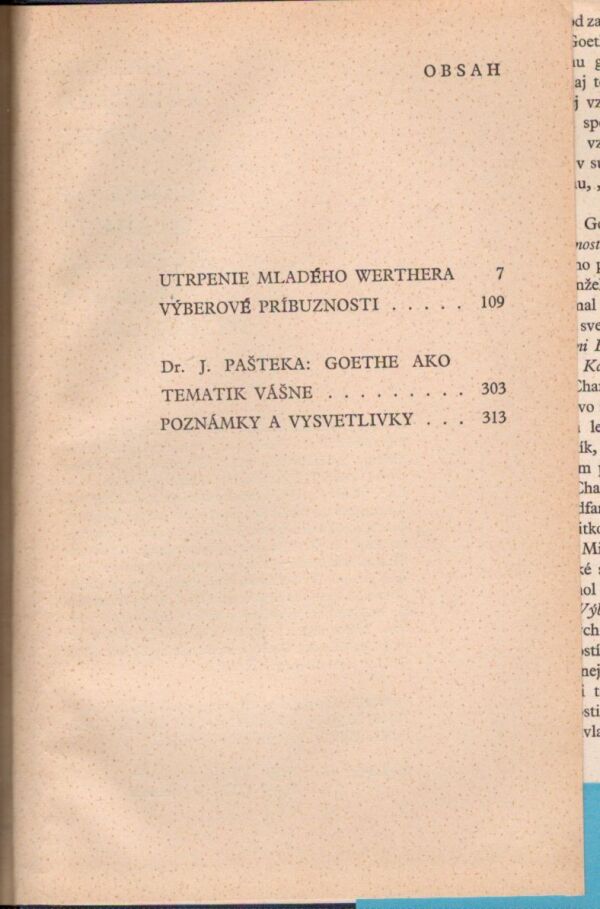 OBSAH
UTRPENIE MLADÉHO WERTHERA 7
VÝBEROVÉ PRÍBUZNOSTI . . . . . 109
Dr. J. PAŠTEKA: GOETHE AKO
TEMATIK VÁŠNE . . . . . . . . . 303
POZNÁMKY A VYSVETLIVKY . . . 313